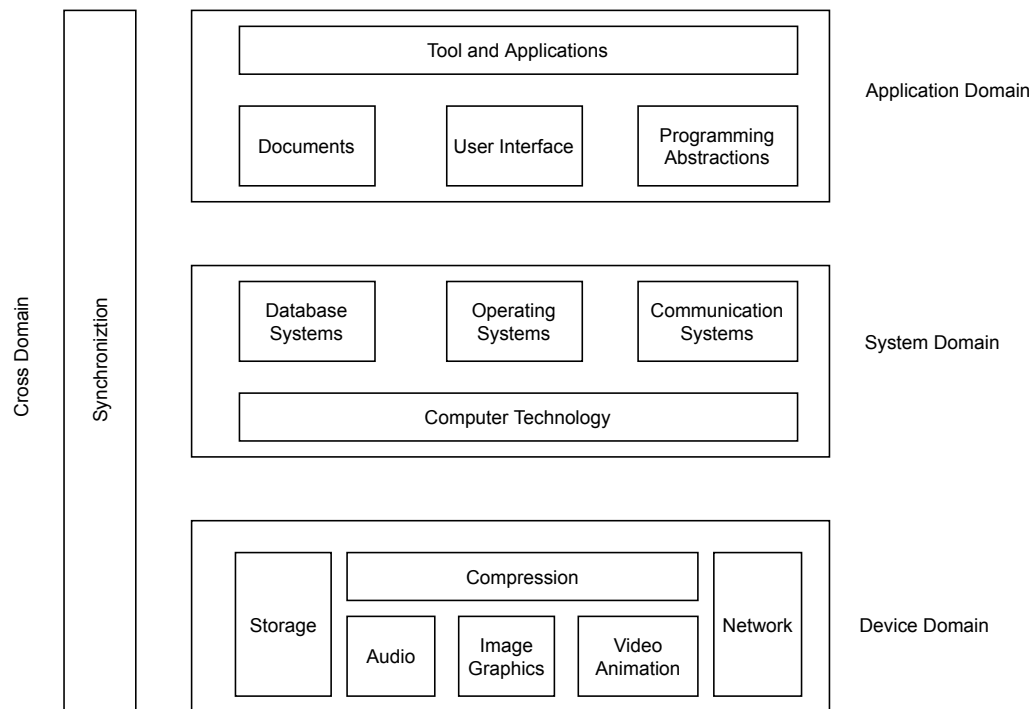 Cross Domain
Synchroniztion
Tool and Applications
Documents
User Interface
Programming
Abstractions
Application Domain
Database
Systems
Operating
Systems
Communication
Systems
Computer Technology
System Domain
Storage
Compression
Audio
Image
Graphics
Video
Animation
Network
Device Domain